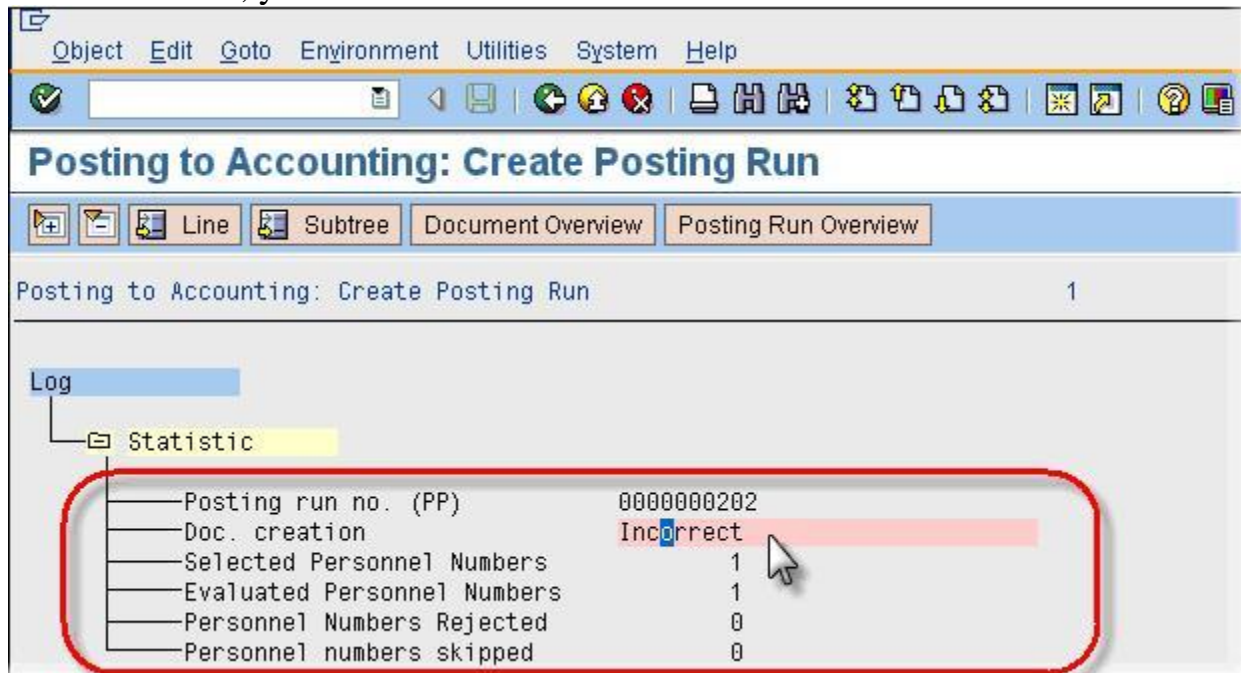 Object Edit Goto Environment Utilities System Help
Posting to Accounting: Create Posting Run
Line Subtree Document Overview Posting Run Overview
Posting to Accounting: Create Posting Run 1
Log
Statistic
Posting run no. (PP) 0000000202
Doc. creation Incorrect
Selected Personnel Numbers 1
Evaluated Personnel Numbers 1
Personnel Numbers Rejected 0
Personnel numbers skipped 0